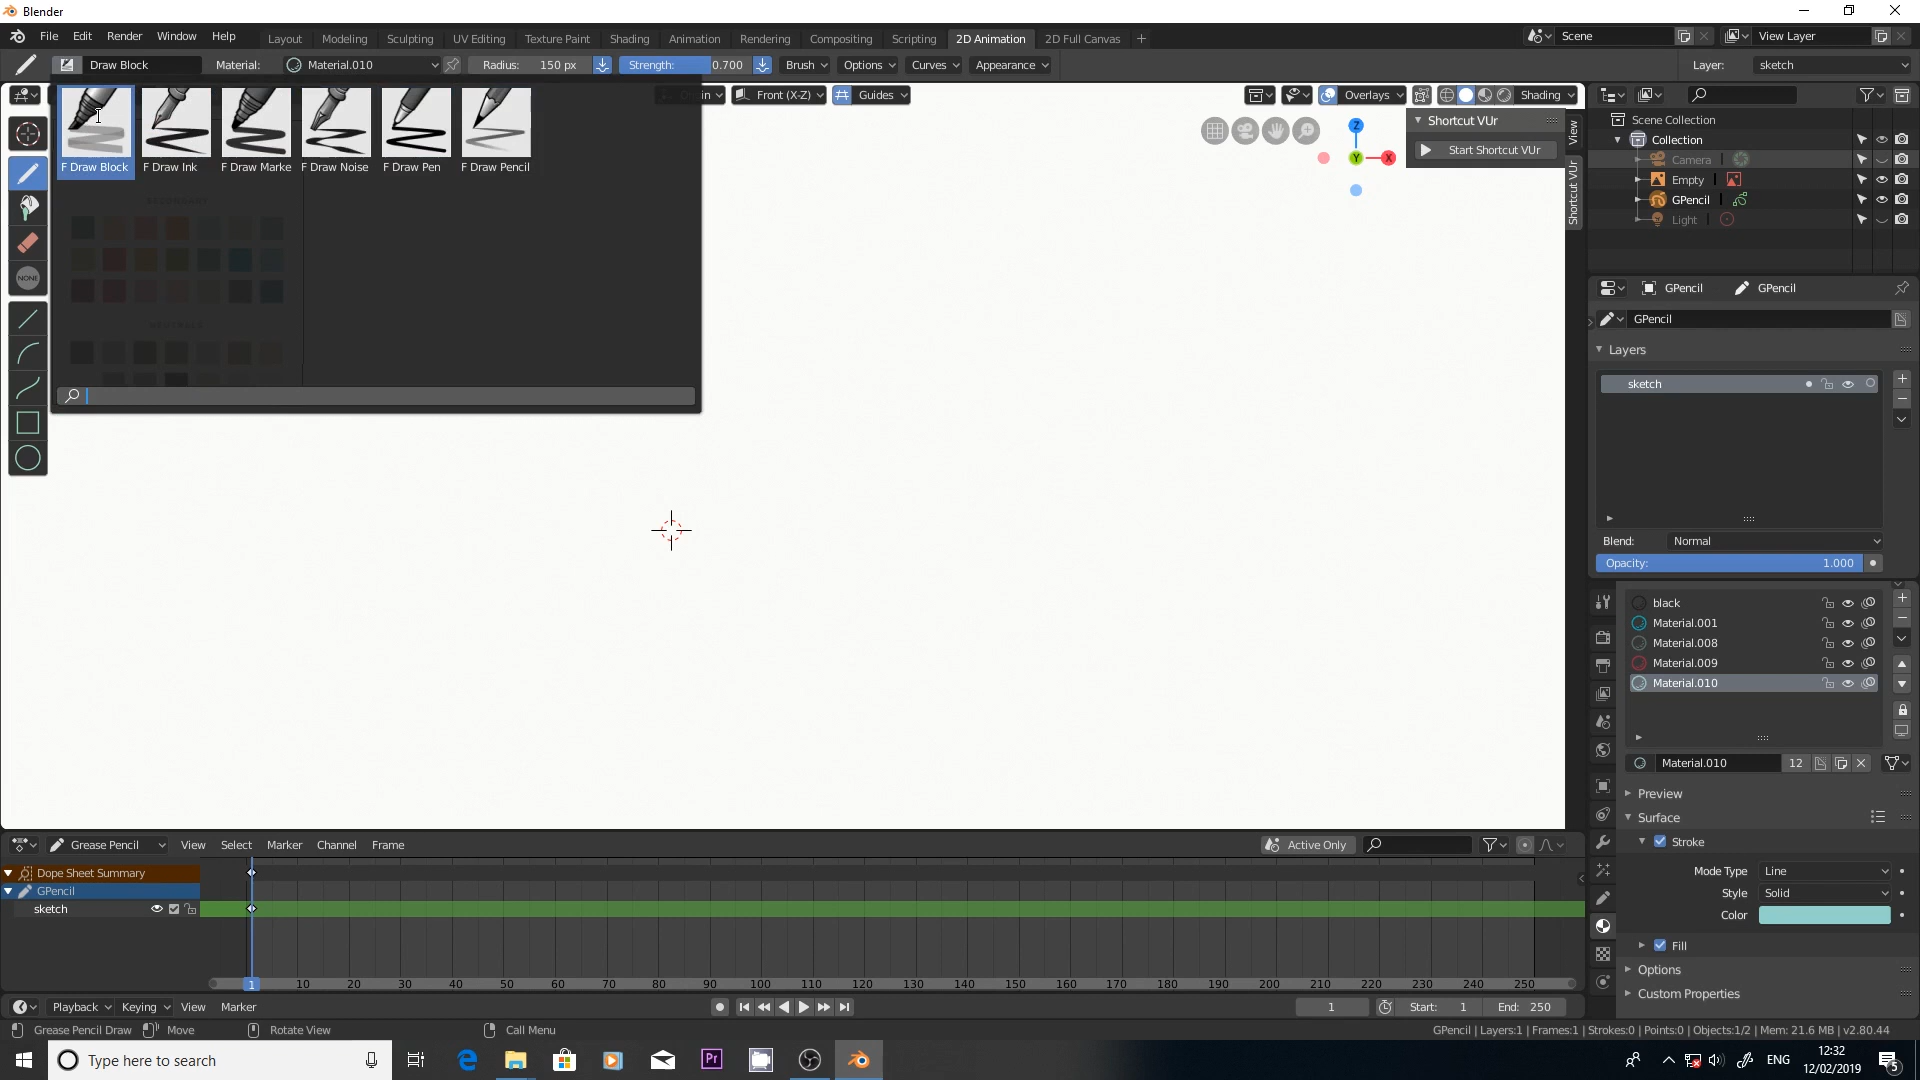 Blender
File Edit Render Window Help Layout Modeling Sculpting UV Editing Texture Paint Shading Animation Rendering Compositing Scripting 2D Animation 2D Full Canvas + Scene View Layer
Draw Block Material: Material.010 Radius: 150 px Strength: 0.700 Brush Options Curves Appearance Layer: sketch
Front (X-Z) Guides Overlays Shading
F Draw Block F Draw Ink F Draw Marke F Draw Noise F Draw Pen F Draw Pencil
SECONDARY
NEUTRALS
NONE
Z
Y
X
Shortcut VUr
Start Shortcut VUr
View
Shortcut VUr
Scene Collection
Collection
Camera
Empty
GPencil
Light
GPencil GPencil
GPencil
Layers
sketch
Blend: Normal
Opacity: 1.000
black
Material.001
Material.008
Material.009
Material.010
Material.010 12
Preview
Surface
Stroke
Mode Type Line
Style Solid
Color
Fill
Options
Custom Properties
Grease Pencil View Select Marker Channel Frame Active Only
Dope Sheet Summary
GPencil
sketch
1 10 20 30 40 50 60 70 80 90 100 110 120 130 140 150 160 170 180 190 200 210 220 230 240 250
Playback Keying View Marker 1 Start: 1 End: 250
Grease Pencil Draw Move Rotate View Call Menu GPencil | Layers:1 | Frames:1 | Strokes:0 | Points:0 | Objects:1/2 | Mem: 21.6 MB | v2.80.44
Type here to search Pr ENG 12:32
12/02/2019 5